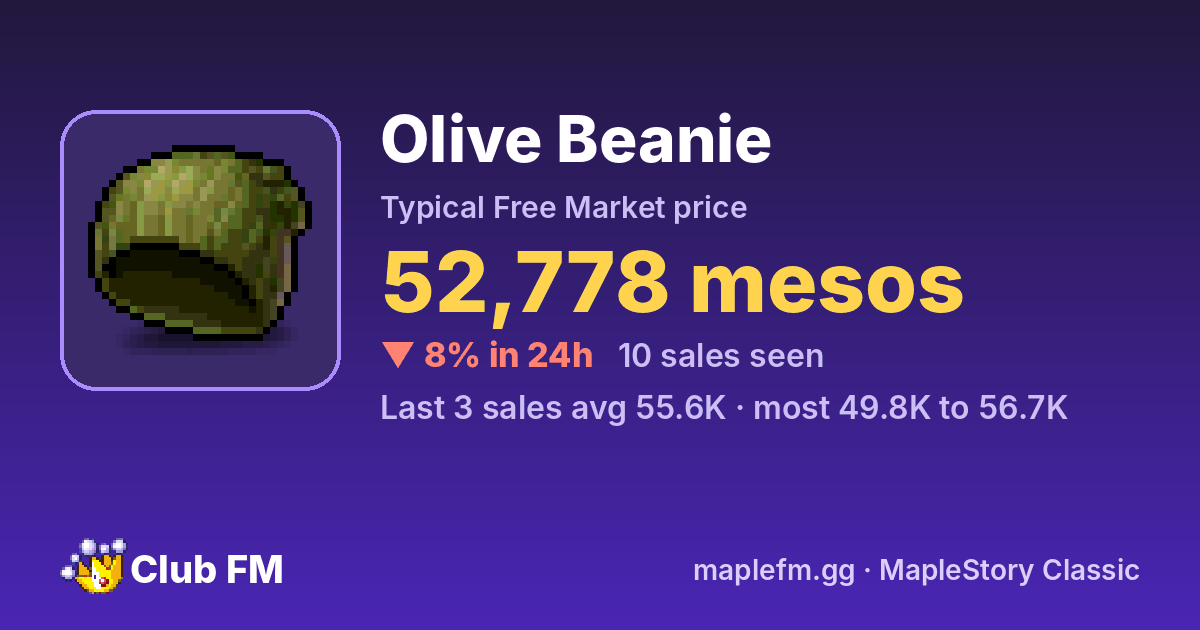 Olive Beanie
Typical Free Market price
52,778 mesos
▼ 8% in 24h 10 sales seen
Last 3 sales avg 55.6K · most 49.8K to 56.7K
Club FM
maplefm.gg · MapleStory Classic